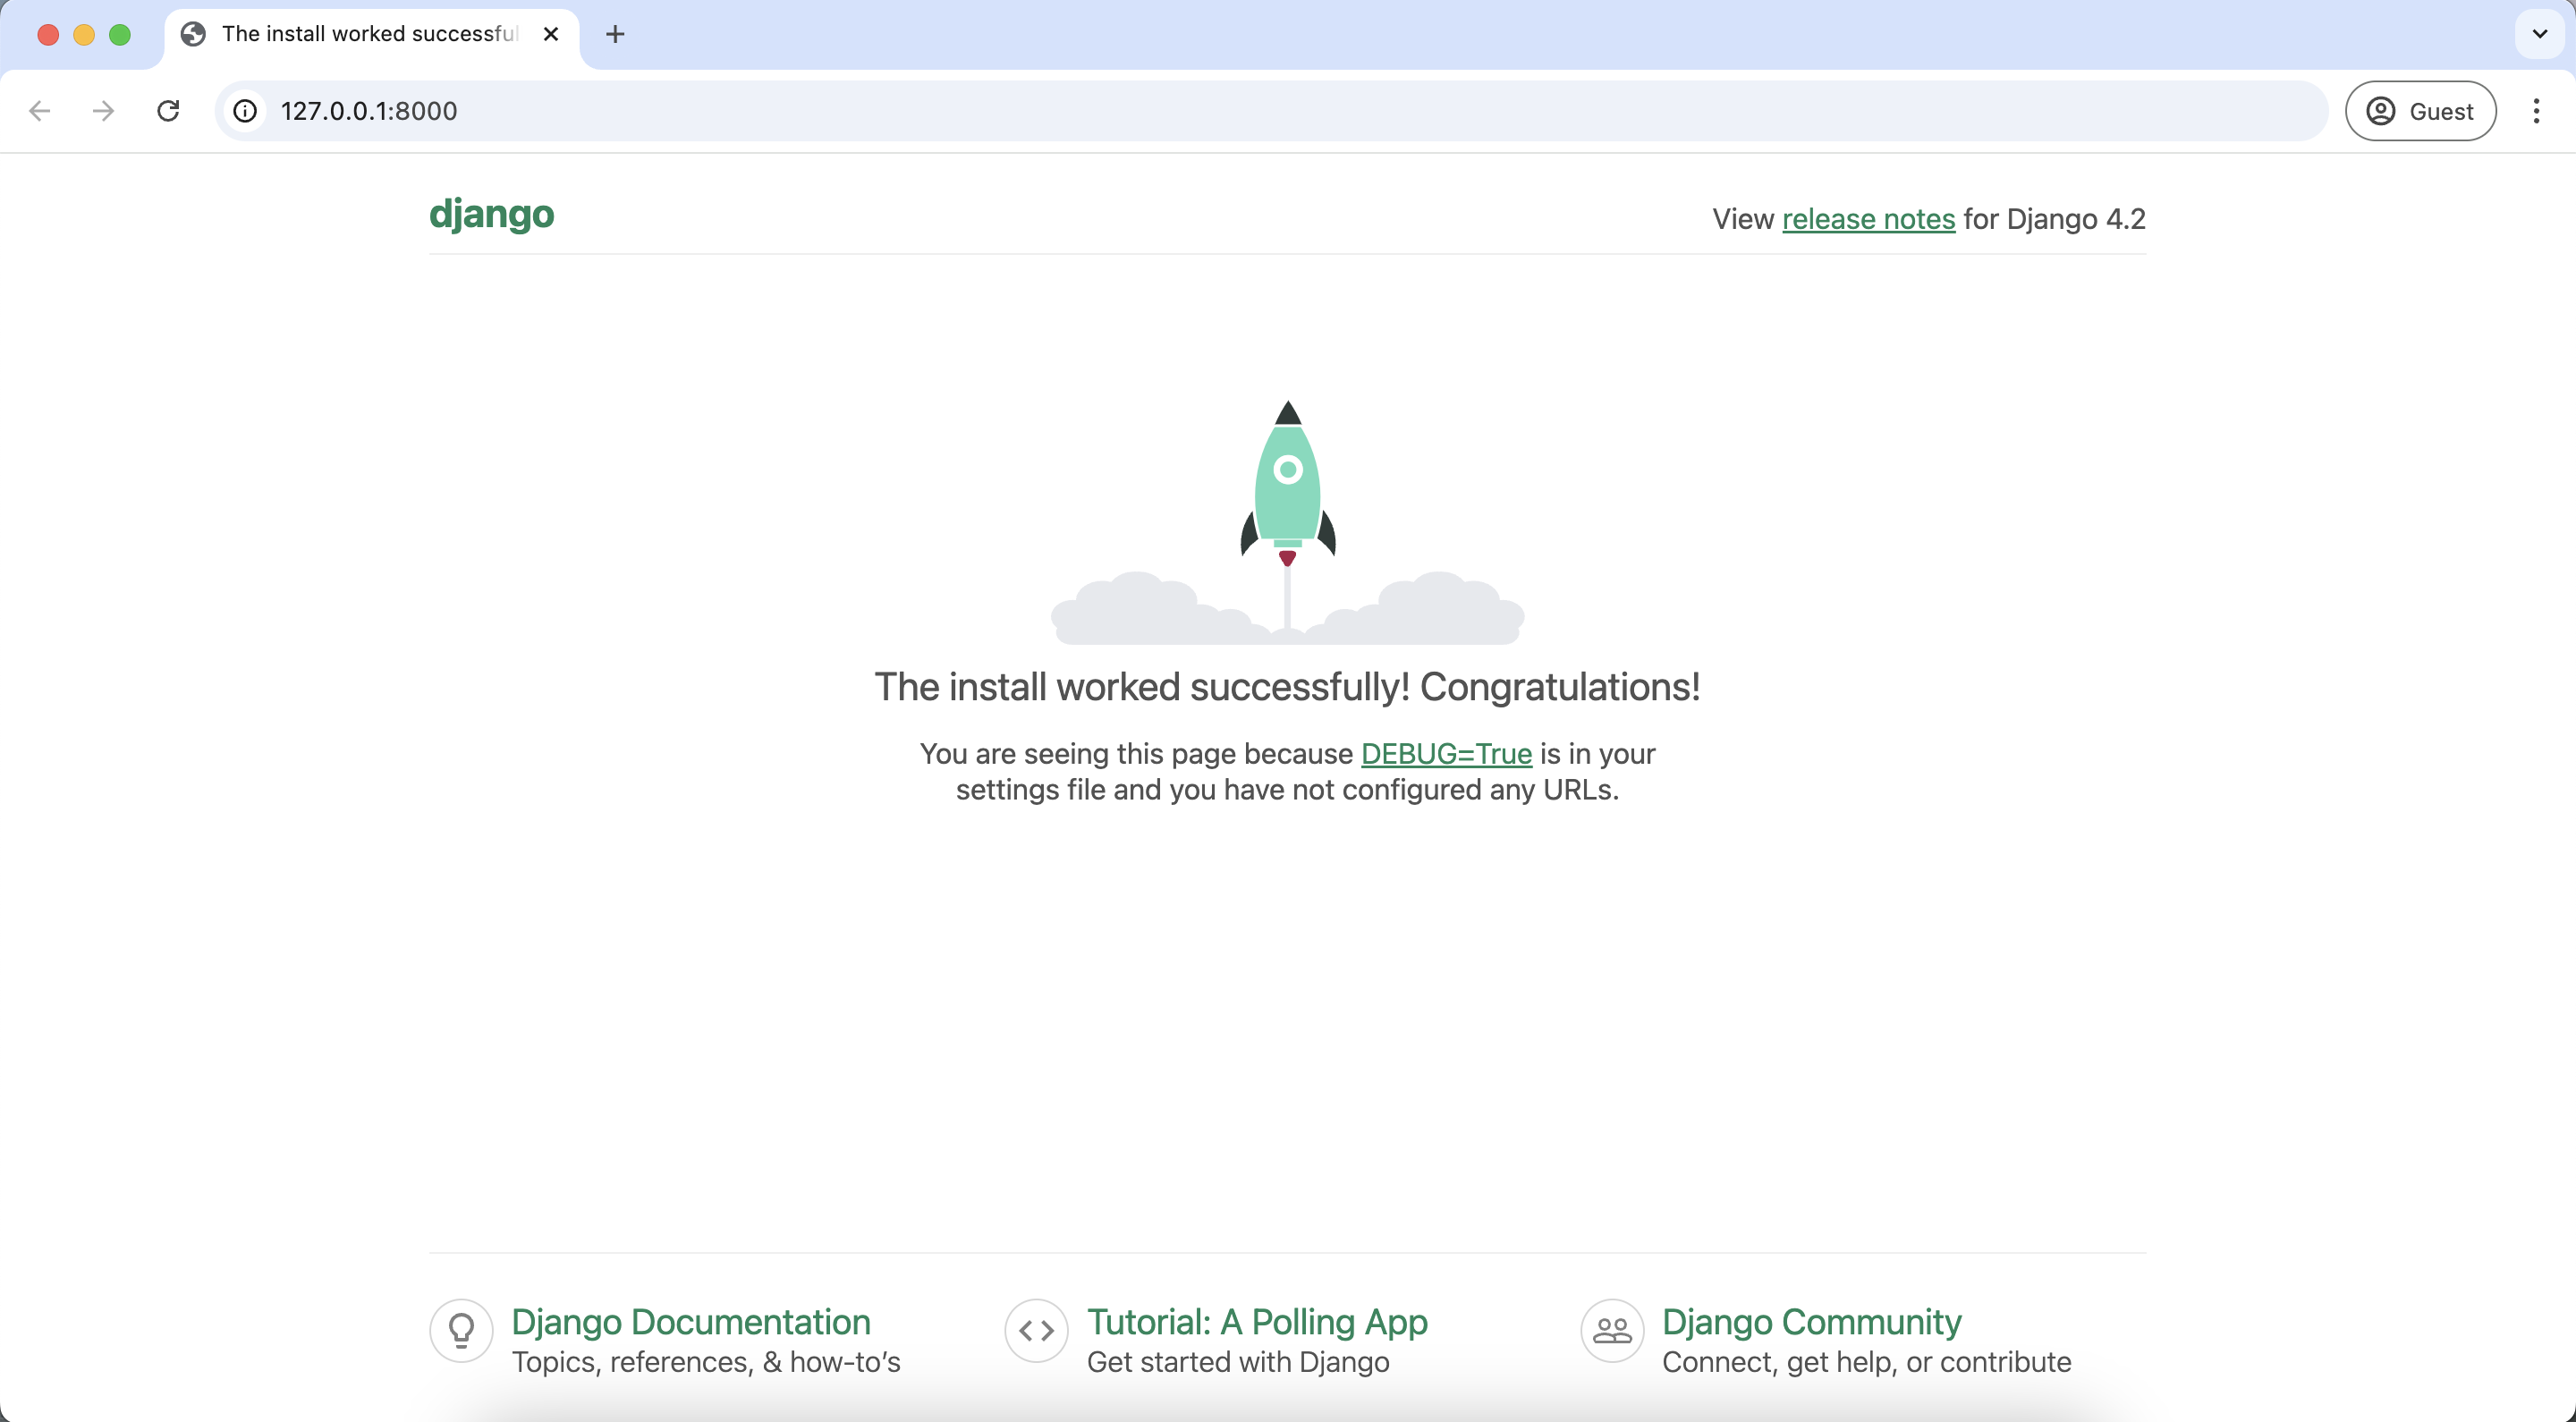 The install worked successful
127.0.0.1:8000
Guest
django
View release notes for Django 4.2
The install worked successfully! Congratulations!
You are seeing this page because DEBUG=True is in your
settings file and you have not configured any URLs.
Django Documentation
Topics, references, & how-to’s
Tutorial: A Polling App
Get started with Django
Django Community
Connect, get help, or contribute